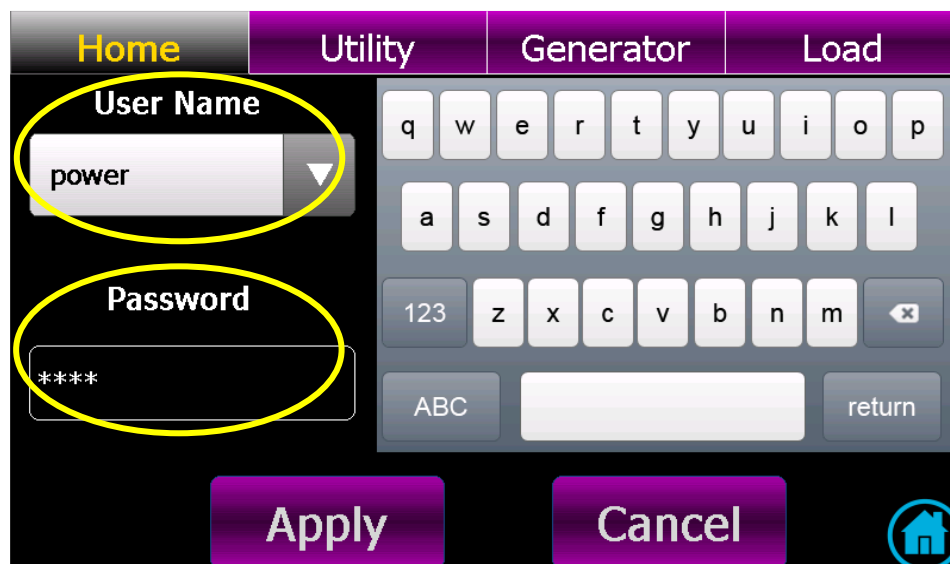 Home Utility Generator Load
User Name
power
Password
****
q w e r t y u i o p
a s d f g h j k l
123 z x c v b n m
ABC return
Apply Cancel